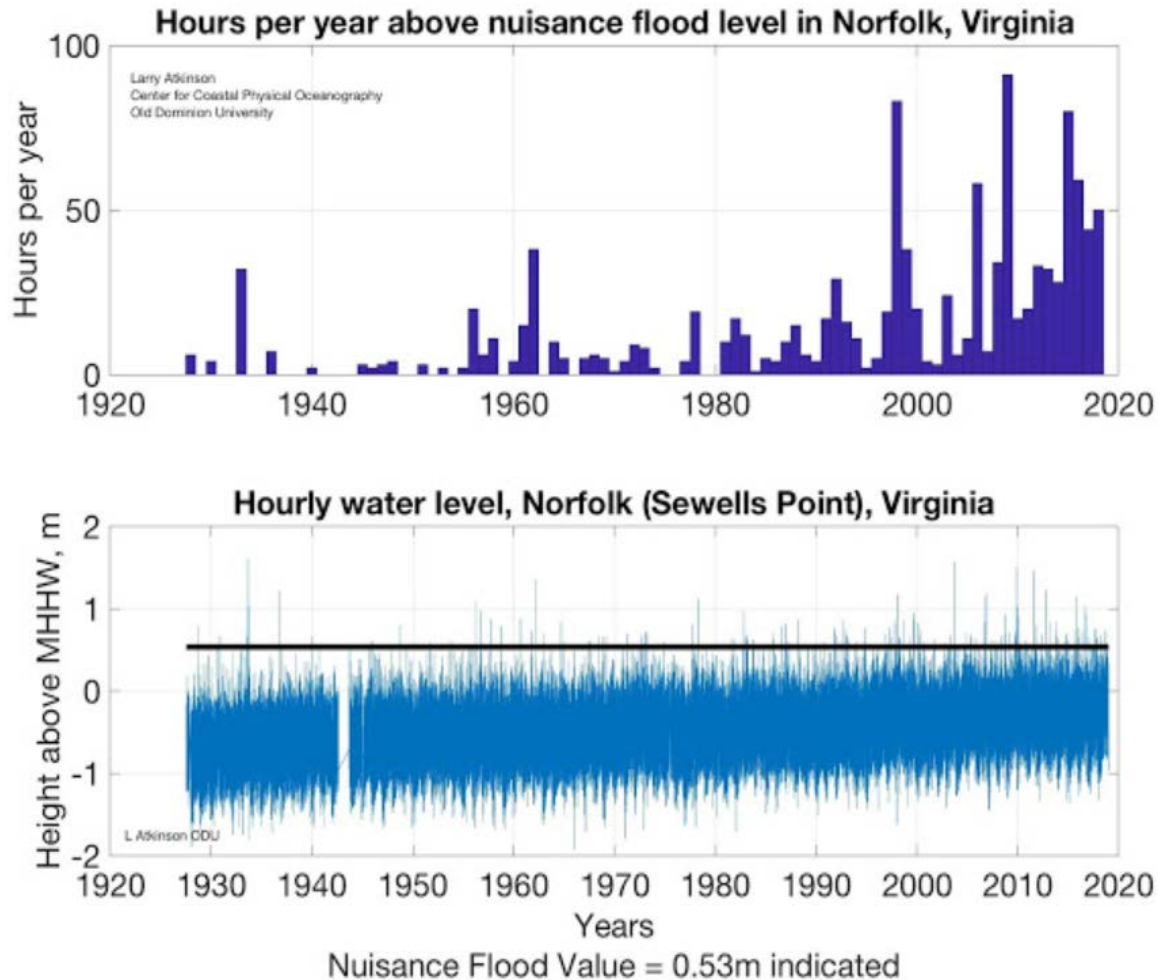 Hours per year above nuisance flood level in Norfolk, Virginia
Larry Atkinson
Center for Coastal Physical Oceanography
Old Dominion University
Hours per year
100
50
0
1920 1940 1960 1980 2000 2020
Hourly water level, Norfolk (Sewells Point), Virginia
Height above MHHW, m
2
1
0
-1
-2
L Atkinson ODU
1920 1930 1940 1950 1960 1970 1980 1990 2000 2010 2020
Years
Nuisance Flood Value = 0.53m indicated